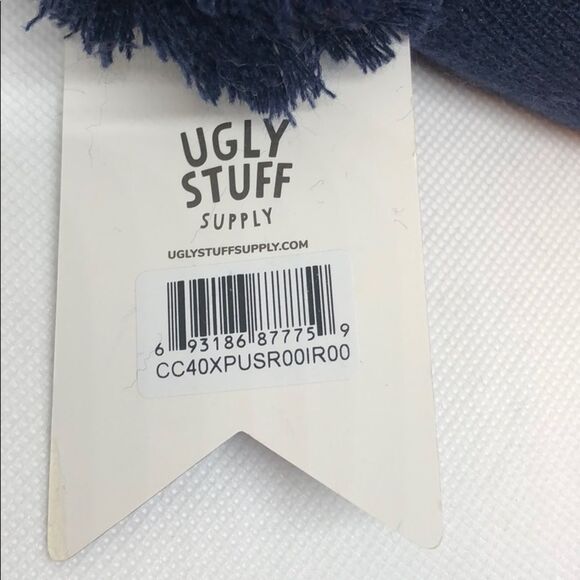 UGLY
STUFF
SUPPLY
UGLYSTUFFSUPPLY.COM
6 93186 87775 9
CC40XPUSR00IR00